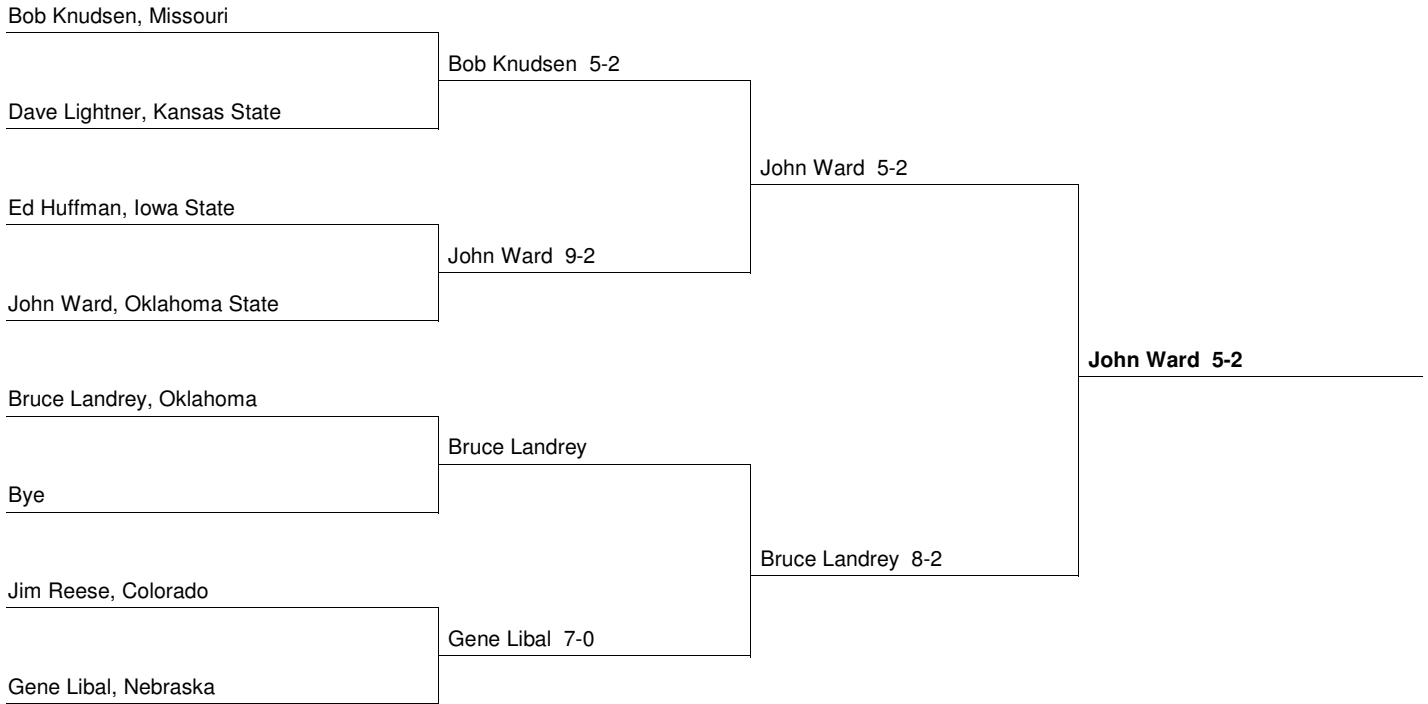 Bob Knudsen, Missouri
Bob Knudsen 5-2
Dave Lightner, Kansas State
John Ward 5-2
Ed Huffman, Iowa State
John Ward 9-2
John Ward, Oklahoma State
John Ward 5-2
Bruce Landrey, Oklahoma
Bruce Landrey
Bye
Bruce Landrey 8-2
Jim Reese, Colorado
Gene Libal 7-0
Gene Libal, Nebraska